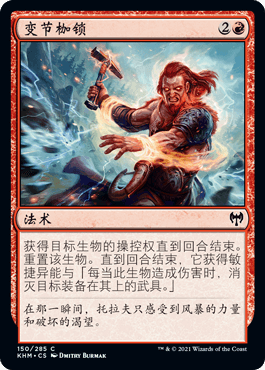 变节枷锁 2
法术
获得目标生物的操控权直到回合结束。
重置该生物。直到回合结束，它获得敏
捷异能与「每当此生物造成伤害时，消
灭目标装备在其上的武具。」
在那一瞬间，托拉夫只感受到风暴的力量
和破坏的渴望。
150/285 C
KHM • CS DMITRY BURMAK
™ & © 2021 Wizards of the Coast